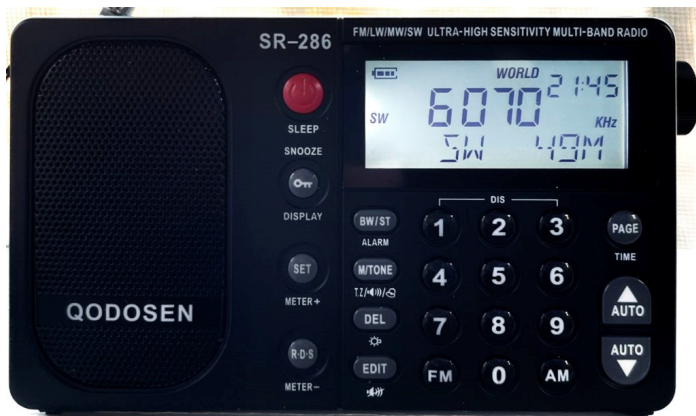 SR-286
FM/LW/MW/SW ULTRA-HIGH SENSITIVITY MULTI-BAND RADIO
WORLD 21:45
SW 6070 KHz
SW 49M
SLEEP
SNOOZE
DISPLAY
SET
METER+
R·D·S
METER-
QODOSEN
DIS
BW/ST 1 2 3 PAGE
ALARM TIME
M/TONE 4 5 6
T.Z/
AUTO
DEL 7 8 9
AUTO
EDIT FM 0 AM